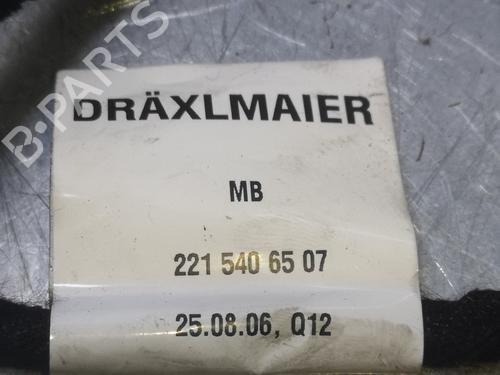 B-PARTS
DRÄXLMAIER
MB
221 540 65 07
25.08.06, Q12